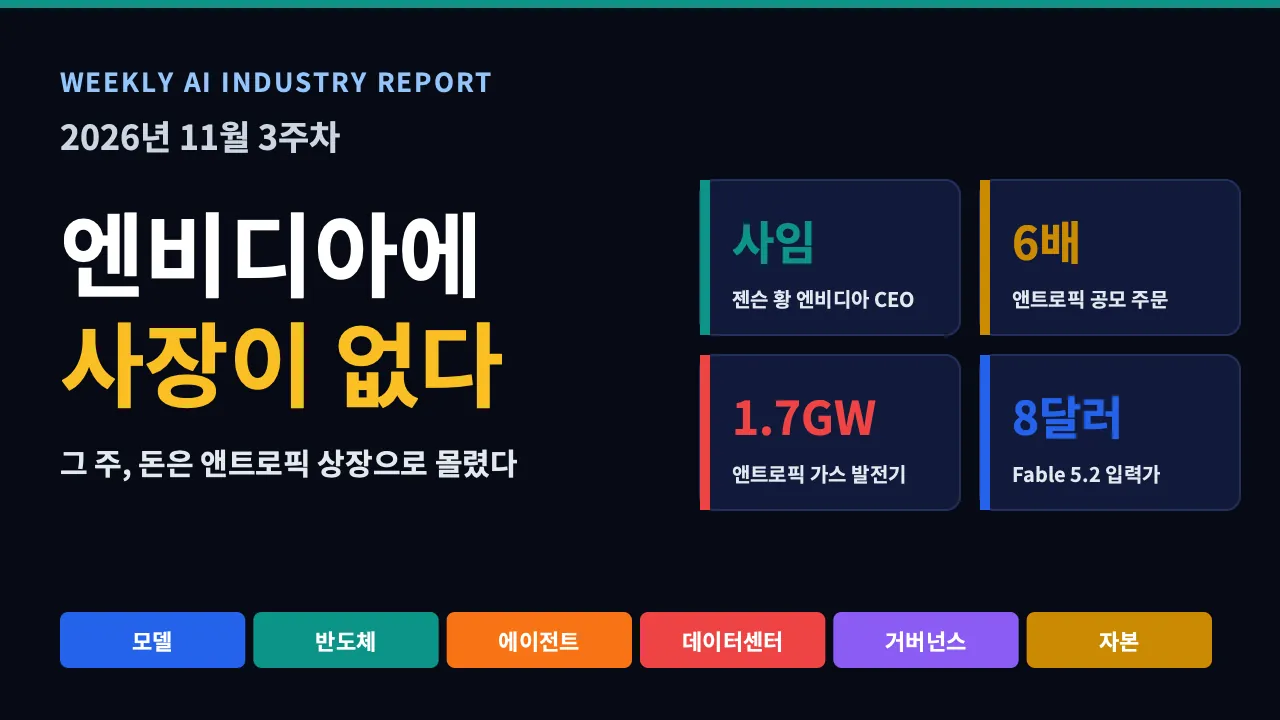 WEEKLY AI INDUSTRY REPORT
2026년 11월 3주차
엔비디아에
사장이 없다
그 주, 돈은 앤트로픽 상장으로 몰렸다
사임
젠슨 황 엔비디아 CEO
6배
앤트로픽 공모 주문
1.7GW
앤트로픽 가스 발전기
8달러
Fable 5.2 입력가
모델
반도체
에이전트
데이터센터
거버넌스
자본